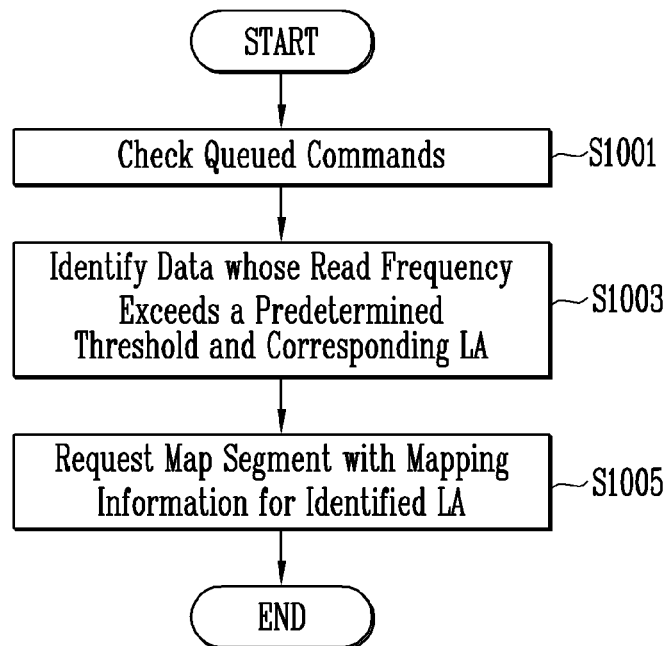 START
Check Queued Commands
S1001
Identify Data whose Read Frequency
Exceeds a Predetermined
Threshold and Corresponding LA
S1003
Request Map Segment with Mapping
Information for Identified LA
S1005
END